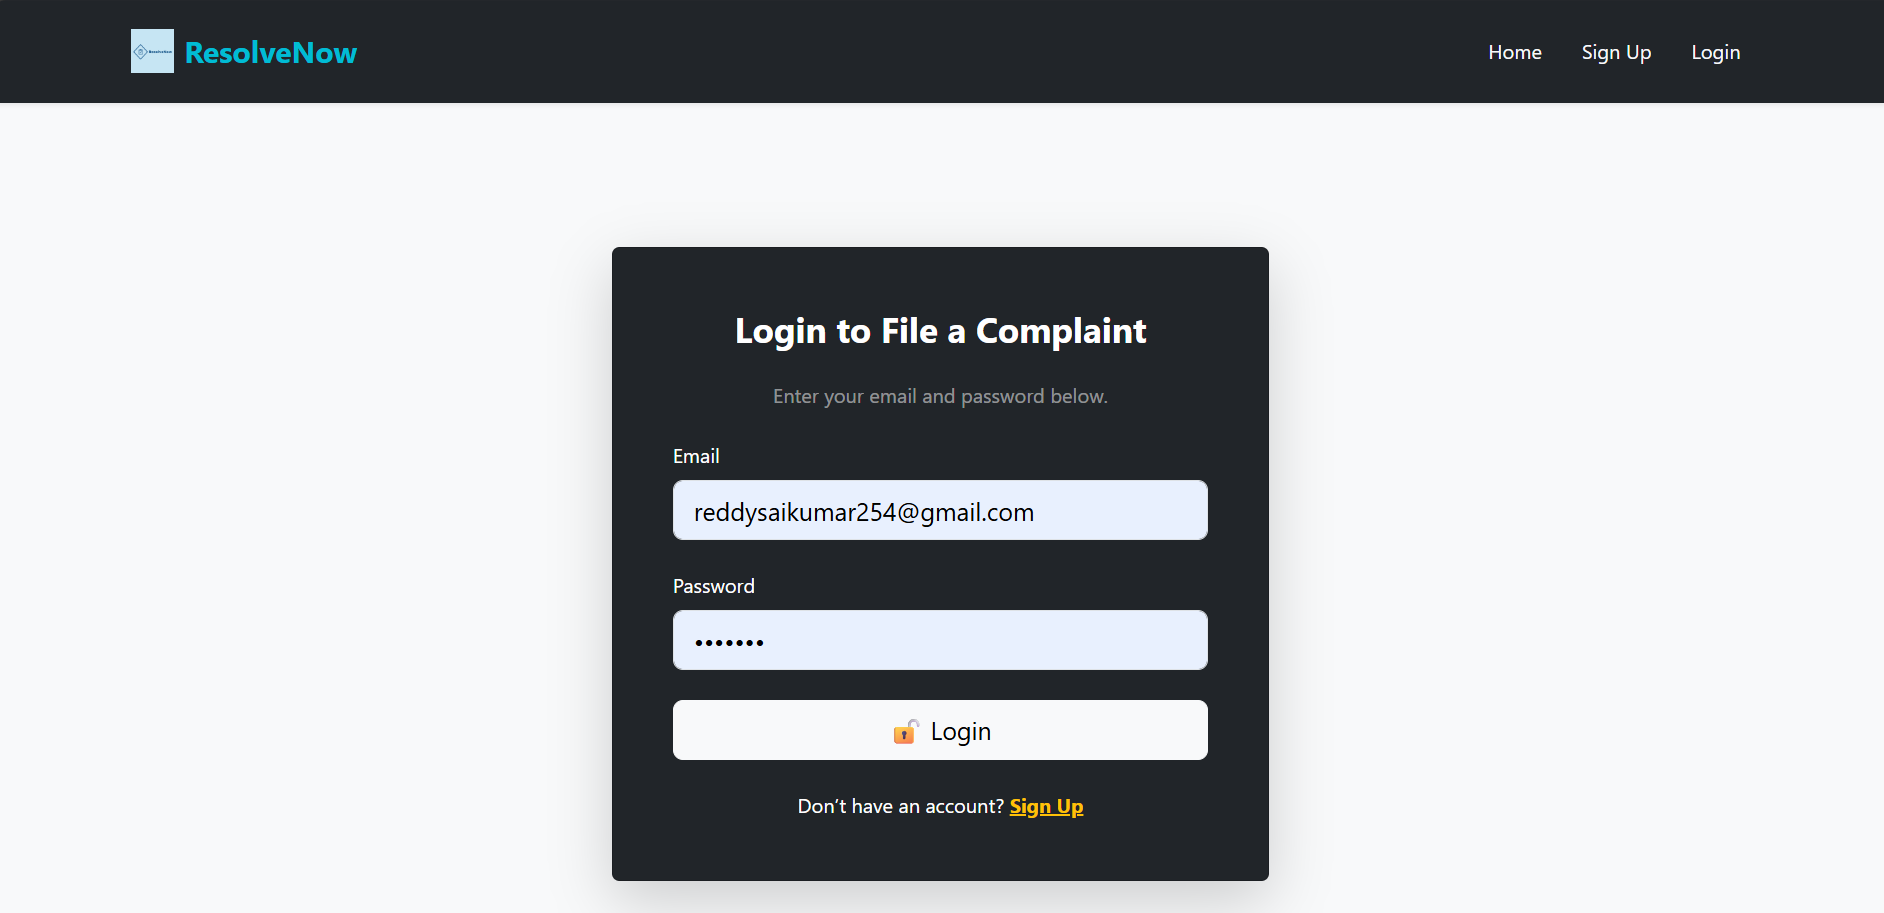 ResolveNow
ResolveNow
Home
Sign Up
Login
Login to File a Complaint
Enter your email and password below.
Email
reddysaikumar254@gmail.com
Password
•••••••
🔓 Login
Don’t have an account? Sign Up